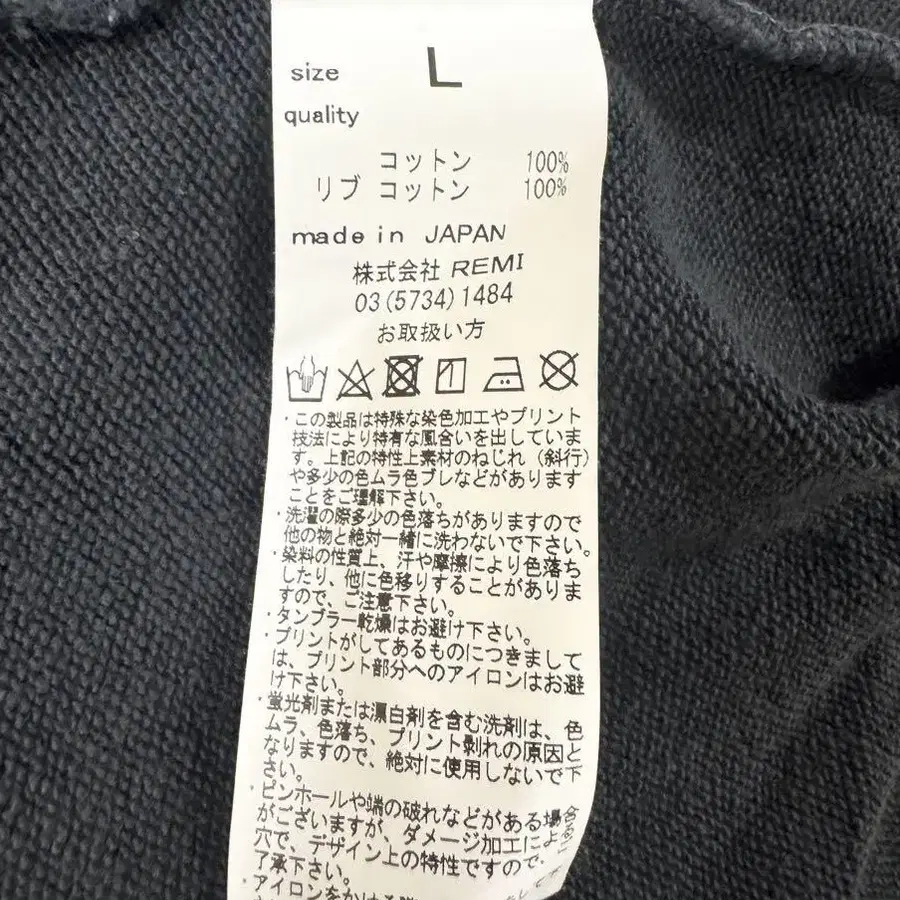 size L
quality
コットン 100%
リブ コットン 100%
made in JAPAN
株式会社 REMI
03(5734)1484
お取扱い方
・この製品は特殊な染色加工やプリント
技法により特有な風合いを出していま
す。上記の特性上素材のねじれ(斜行)
や多少の色ムラ色ブレなどがあります
ことをご理解下さい。
・洗濯の際多少の色落ちがありますので
他の物と絶対一緒に洗わないで下さい。
・染料の性質上、汗や摩擦により色落ち
したり、他に色移りすることがありま
すので、ご注意下さい。
・タンブラー乾燥はお避け下さい。
・プリントがしてあるものにつきまして
は、プリント部分へのアイロンはお避
け下さい。
・蛍光剤または漂白剤を含む洗剤は、色
ムラ、色落ち、プリント剥れの原因と
なりますので、絶対に使用しないで下
さい。
・ピンホールや端の破れなどがある場合
がございますが、ダメージ加工による
穴で、デザイン上の特性ですので、ご
了承下さい。
・アイロンをかける